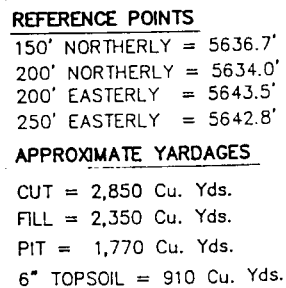 REFERENCE POINTS
150' NORTHERLY = 5636.7'
200' NORTHERLY = 5634.0'
200' EASTERLY = 5643.5'
250' EASTERLY = 5642.8'
APPROXIMATE YARDAGES
CUT = 2,850 Cu. Yds.
FILL = 2,350 Cu. Yds.
PIT = 1,770 Cu. Yds.
6" TOPSOIL = 910 Cu. Yds.